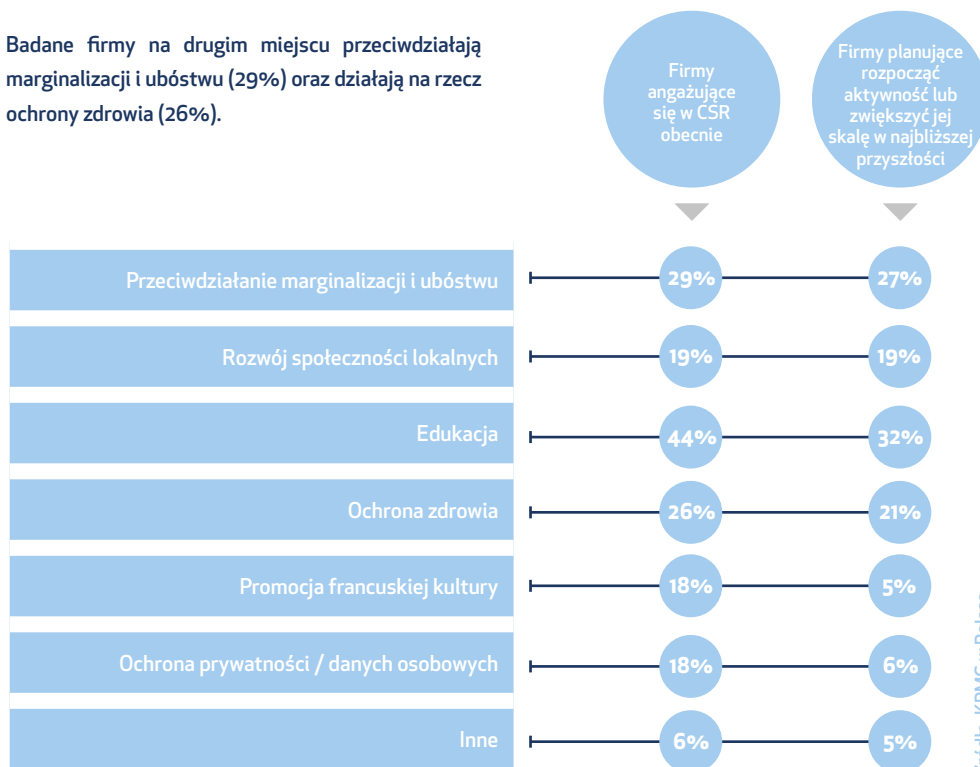 Badane firmy na drugim miejscu przeciwdziałają
marginalizacji i ubóstwu (29%) oraz działają na rzecz
ochrony zdrowia (26%).
Firmy
angażujące
się w CSR
obecnie
Firmy planujące
rozpocząć
aktywność lub
zwiększyć jej
skalę w najbliższej
przyszłości
Przeciwdziałanie marginalizacji i ubóstwu 29% 27%
Rozwój społeczności lokalnych 19% 19%
Edukacja 44% 32%
Ochrona zdrowia 26% 21%
Promocja francuskiej kultury 18% 5%
Ochrona prywatności / danych osobowych 18% 6%
Inne 6% 5%
KPMG w Polsce